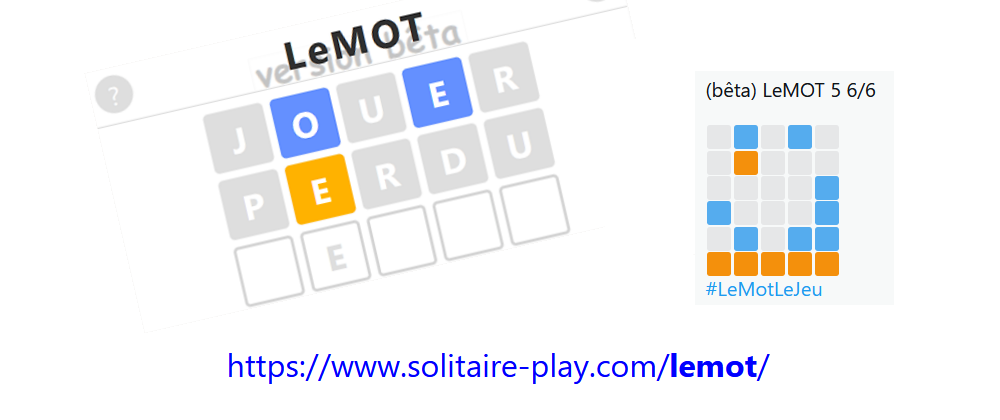 LeMOT
version bêta
?
J O U E R
P E R D U
E
(bêta) LeMOT 5 6/6
#LeMotLeJeu
https://www.solitaire-play.com/lemot/